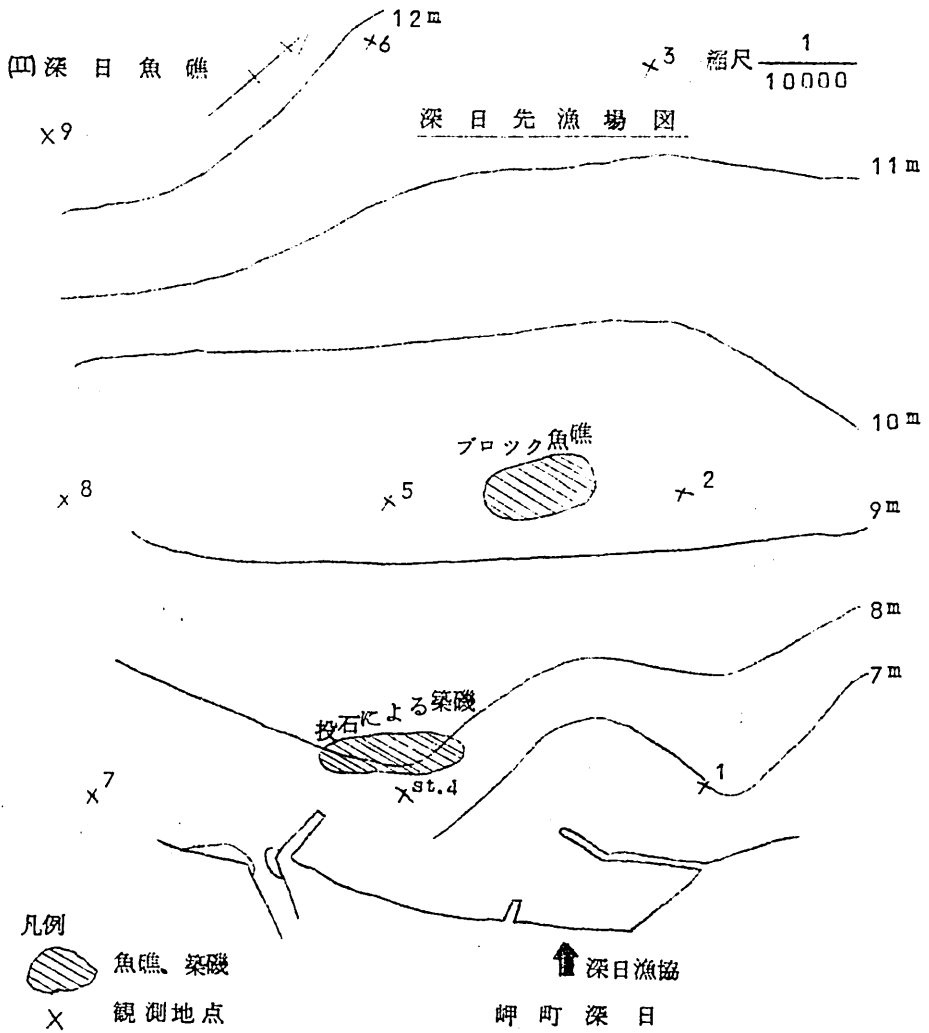 12m
×6
(四)深日魚礁
×3 縮尺 1/10000
×9
深日先漁場図
11m
10m
ブロック魚礁
×8
×5
×2
9m
8m
7m
投石による築磯
×7
×st.4
×1
凡例
魚礁、築磯
深日漁協
× 観測地点
岬町深日